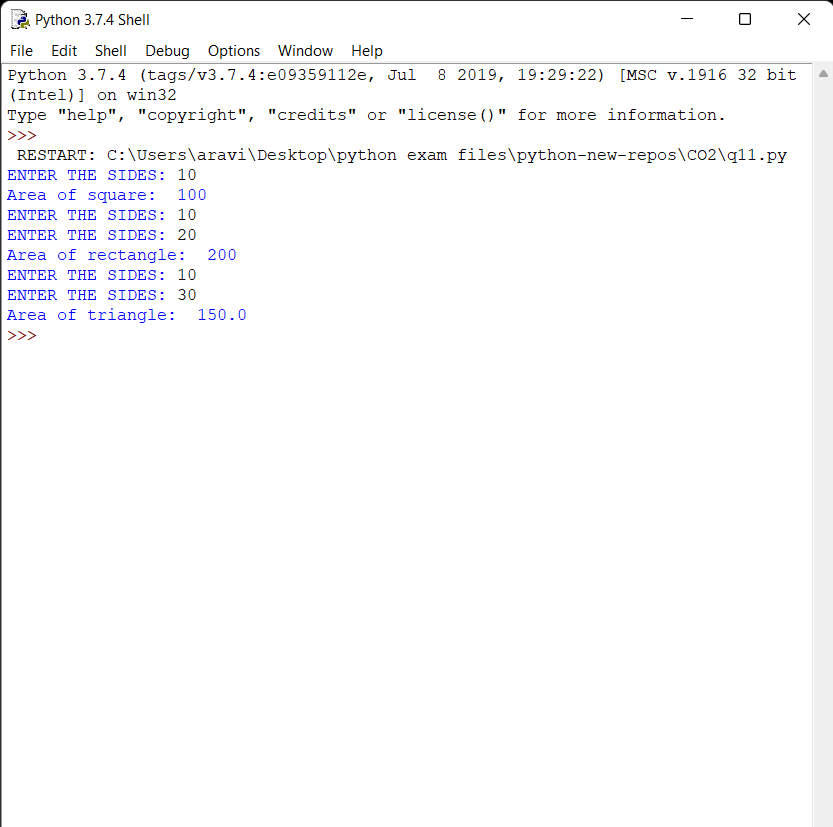 Python 3.7.4 Shell
File Edit Shell Debug Options Window Help
Python 3.7.4 (tags/v3.7.4:e09359112e, Jul  8 2019, 19:29:22) [MSC v.1916 32 bit
(Intel)] on win32
Type "help", "copyright", "credits" or "license()" for more information.
>>>
 RESTART: C:\Users\aravi\Desktop\python exam files\python-new-repos\CO2\q11.py
ENTER THE SIDES: 10
Area of square:  100
ENTER THE SIDES: 10
ENTER THE SIDES: 20
Area of rectangle:  200
ENTER THE SIDES: 10
ENTER THE SIDES: 30
Area of triangle:  150.0
>>>